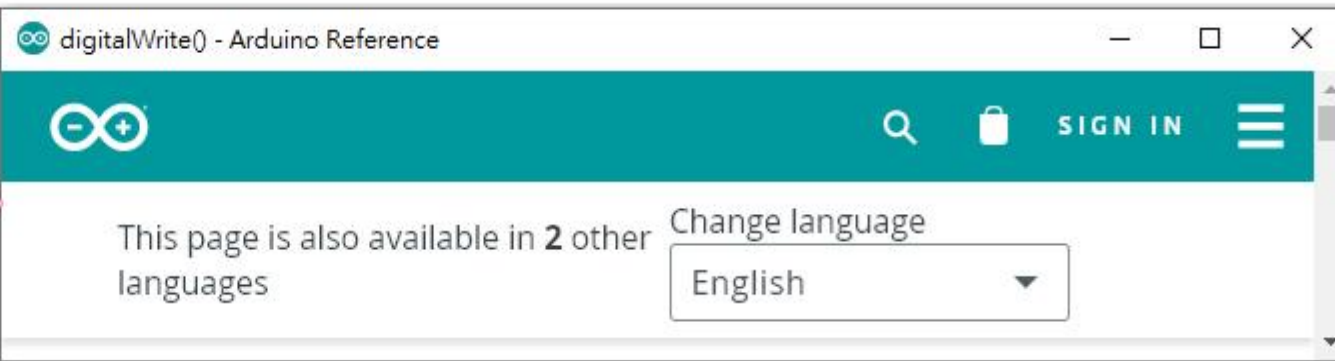 digitalWrite() - Arduino Reference
SIGN IN
This page is also available in 2 other
languages
Change language
English